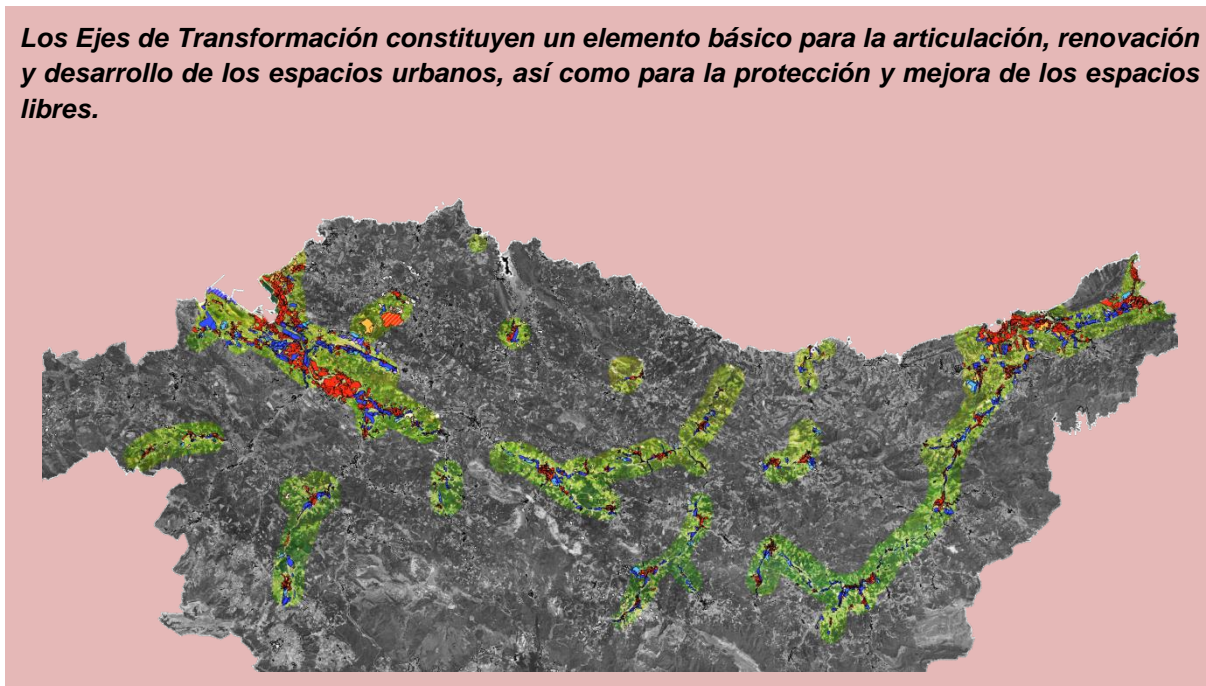 Los Ejes de Transformación constituyen un elemento básico para la articulación, renovación
y desarrollo de los espacios urbanos, así como para la protección y mejora de los espacios
libres.